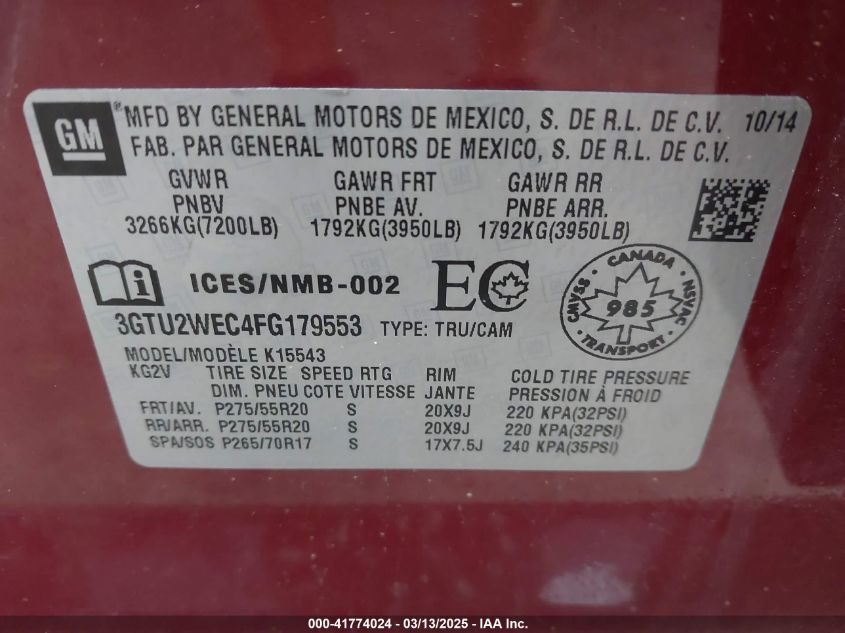 GM
® MFD BY GENERAL MOTORS DE MEXICO, S. DE R.L. DE C.V. 10/14
FAB. PAR GENERAL MOTORS DE MEXICO, S. DE R.L. DE C.V.
GVWR GAWR FRT GAWR RR
PNBV PNBE AV. PNBE ARR.
3266KG(7200LB) 1792KG(3950LB) 1792KG(3950LB)
i ICES/NMB-002 EC
CANADA
CMVSS 985 NSVAC
TRANSPORT
3GTU2WEC4FG179553 TYPE: TRU/CAM
MODEL/MODÈLE K15543
KG2V TIRE SIZE SPEED RTG RIM COLD TIRE PRESSURE
DIM. PNEU COTE VITESSE JANTE PRESSION À FROID
FRT/AV. P275/55R20 S 20X9J 220 KPA(32PSI)
RR/ARR. P275/55R20 S 20X9J 220 KPA(32PSI)
SPA/SOS P265/70R17 S 17X7.5J 240 KPA(35PSI)
000-41774024 - 03/13/2025 - IAA Inc.